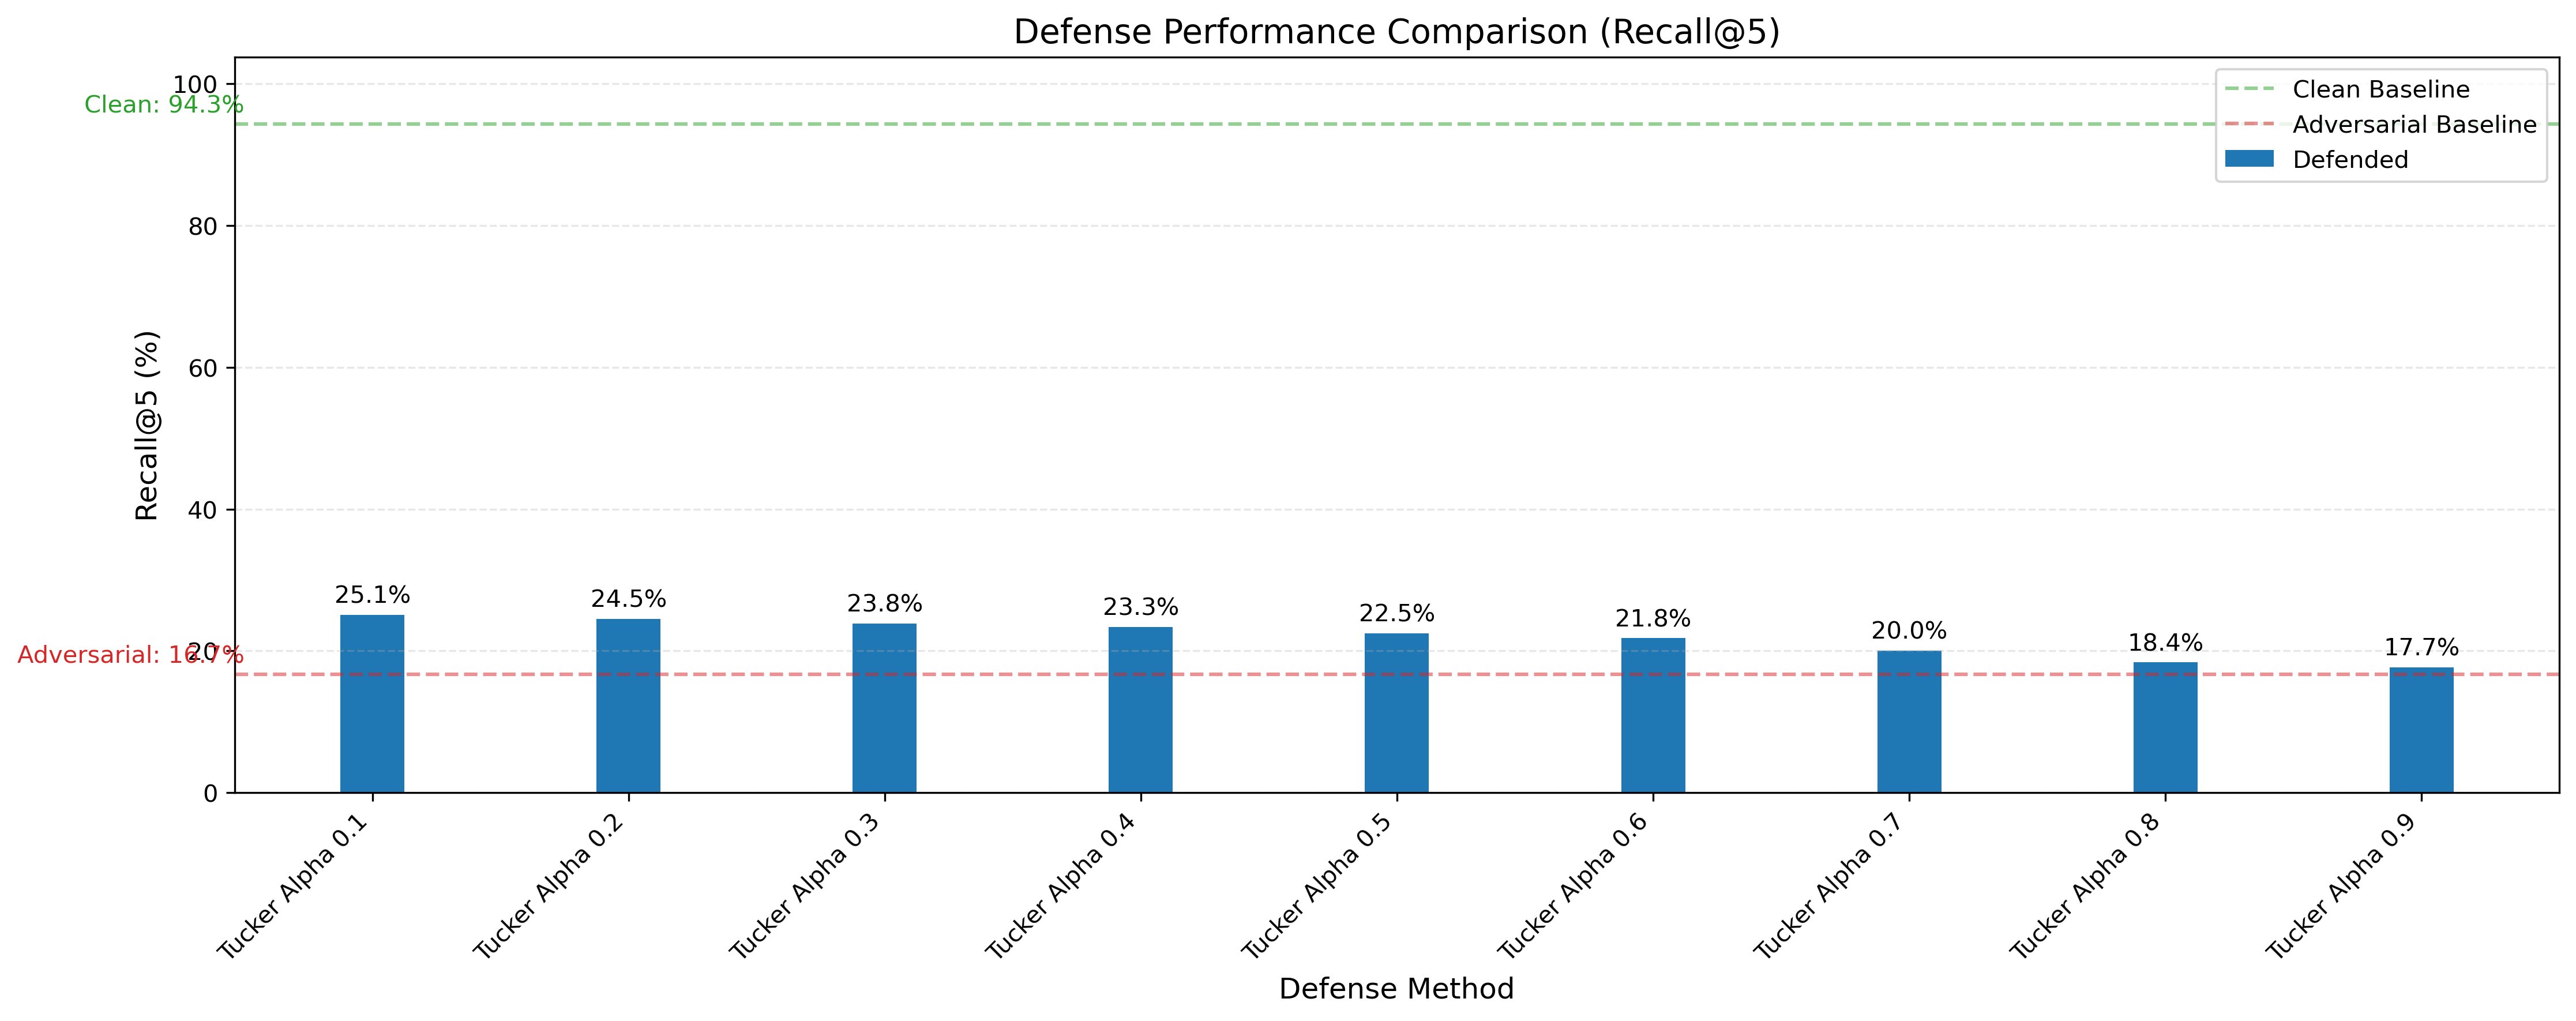 Defense Performance Comparison (Recall@5)
Clean: 94.3%
Adversarial: 16.7%
Recall@5 (%)
100
80
60
40
20
0
Clean Baseline
Adversarial Baseline
Defended
25.1%
24.5%
23.8%
23.3%
22.5%
21.8%
20.0%
18.4%
17.7%
Tucker Alpha 0.1
Tucker Alpha 0.2
Tucker Alpha 0.3
Tucker Alpha 0.4
Tucker Alpha 0.5
Tucker Alpha 0.6
Tucker Alpha 0.7
Tucker Alpha 0.8
Tucker Alpha 0.9
Defense Method